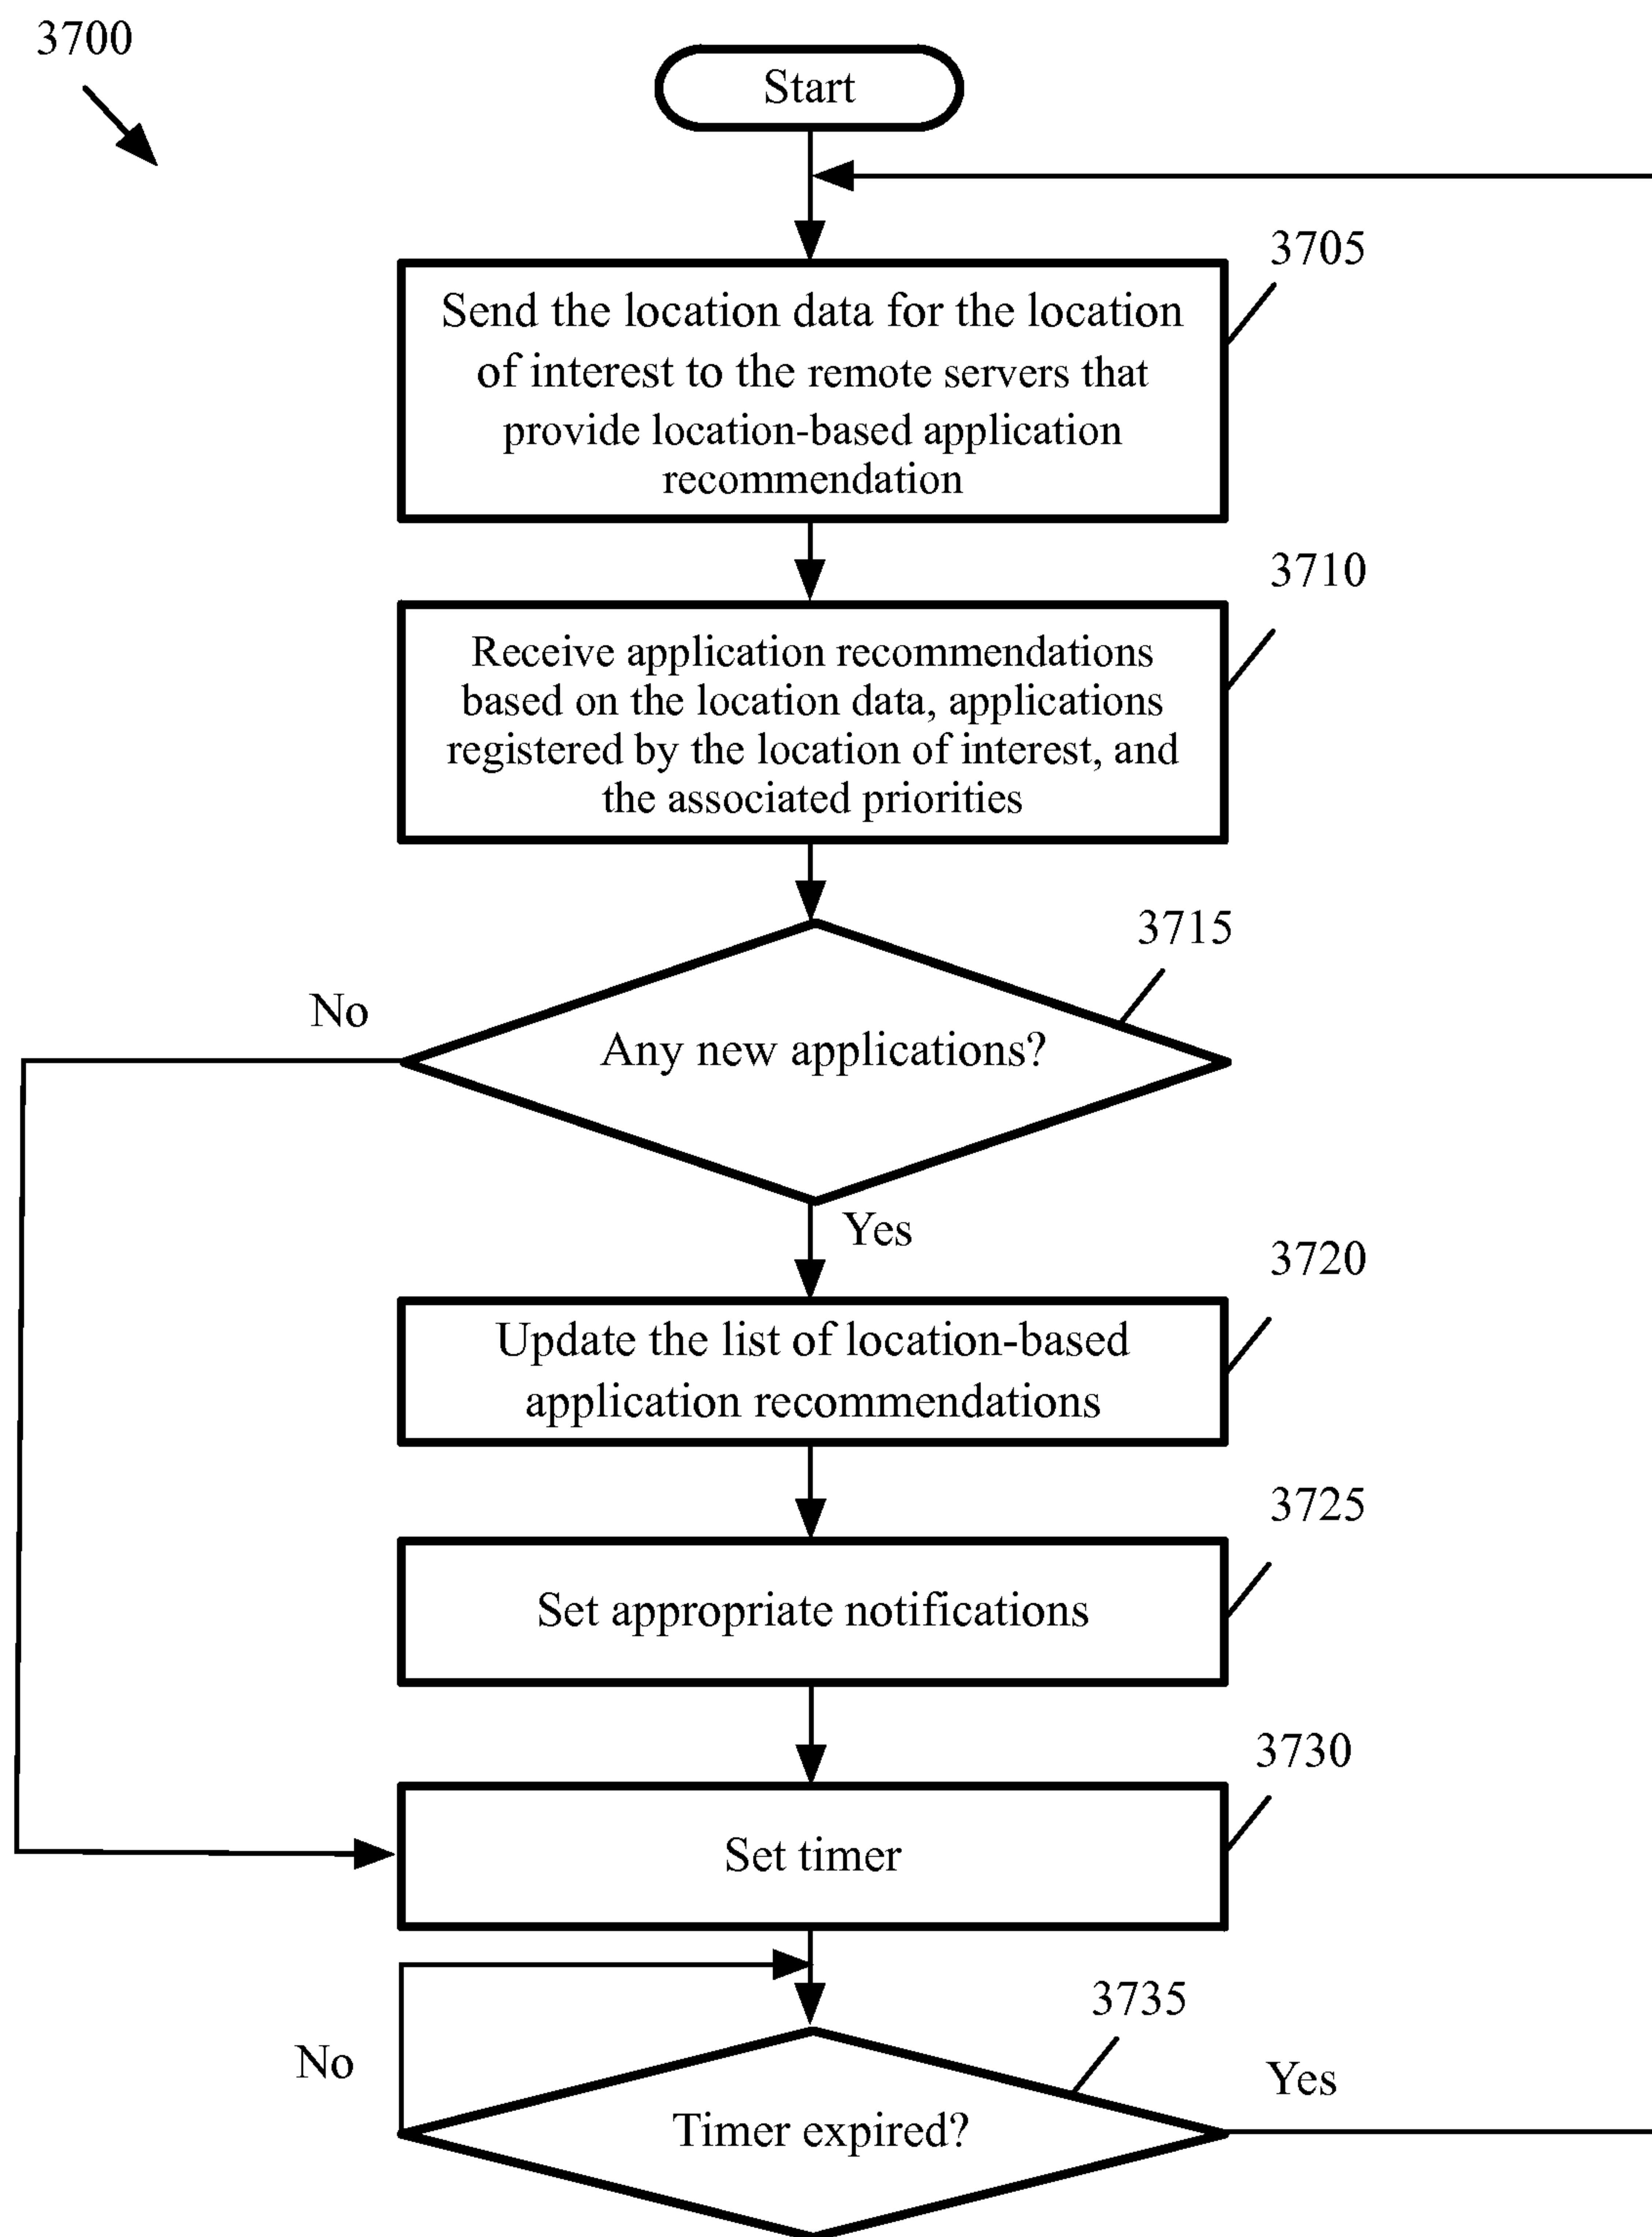 3700
Start
3705
Send the location data for the location
of interest to the remote servers that
provide location-based application
recommendation
3710
Receive application recommendations
based on the location data, applications
registered by the location of interest, and
the associated priorities
3715
No
Any new applications?
Yes
3720
Update the list of location-based
application recommendations
3725
Set appropriate notifications
3730
Set timer
3735
No
Yes
Timer expired?